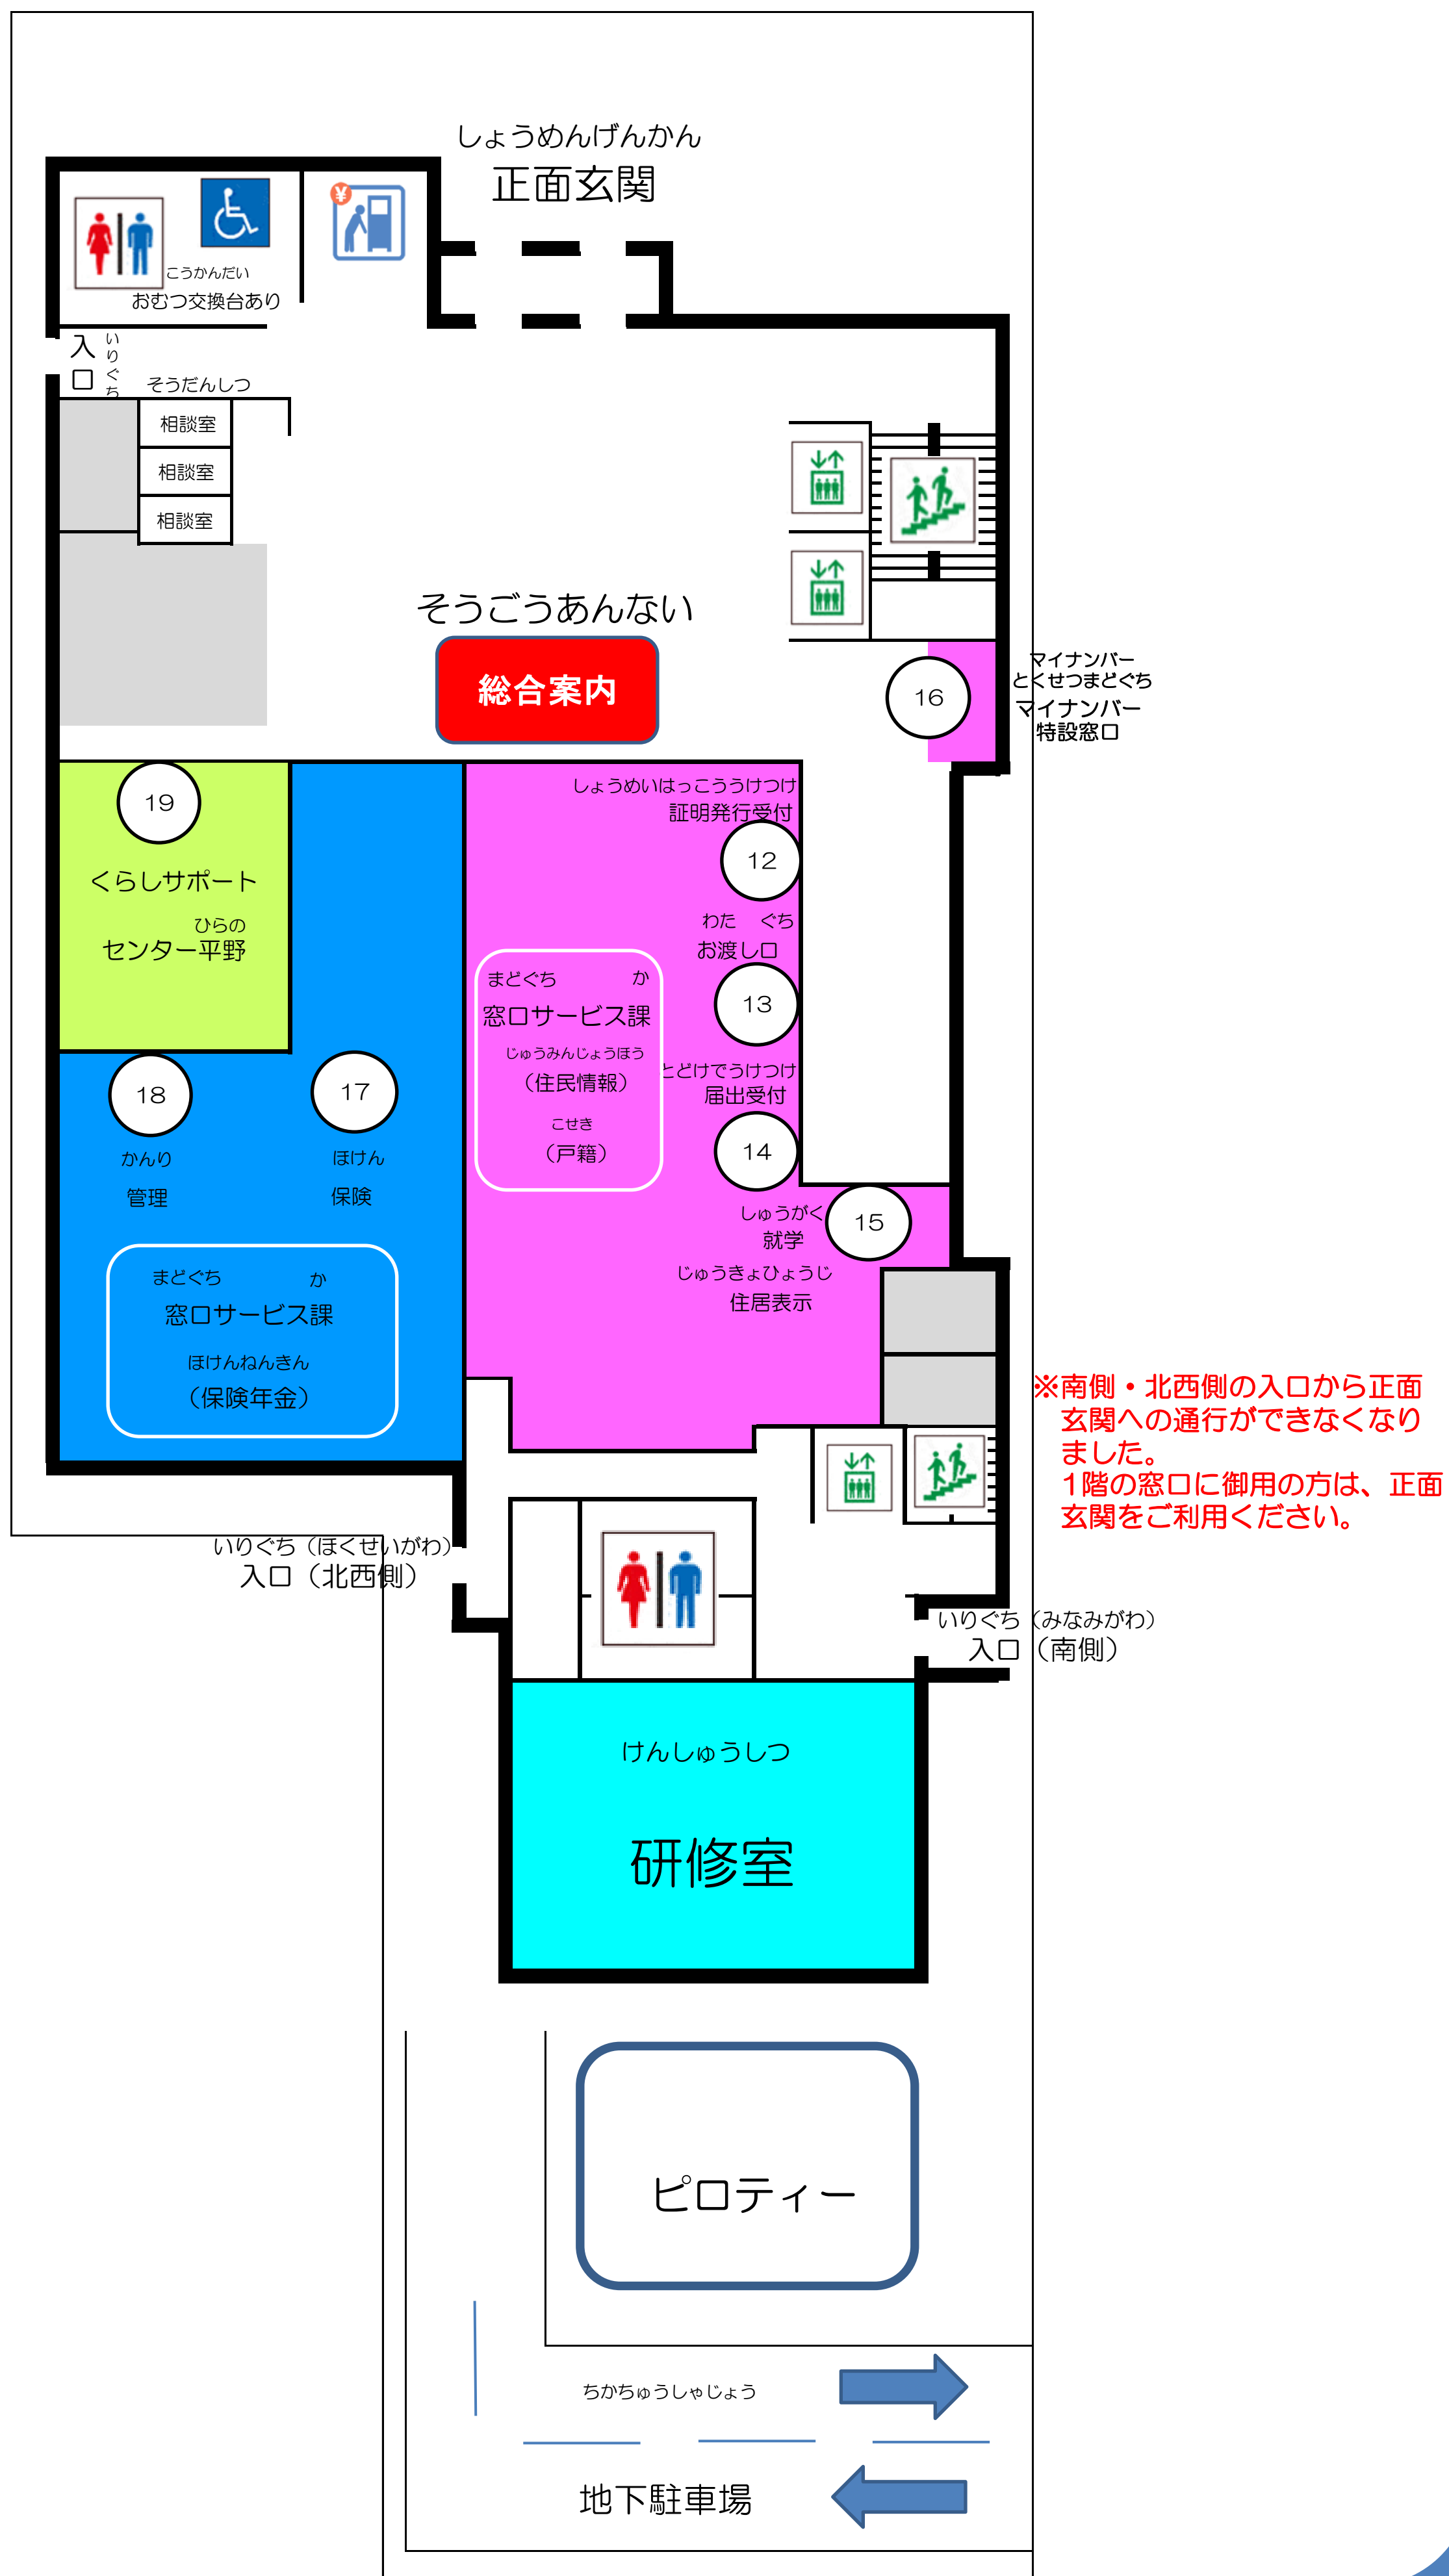 しょうめんげんかん
正面玄関
¥
こうかんだい
おむつ交換台あり
入口
いりぐち
そうだんしつ
相談室
相談室
相談室
そうごうあんない
総合案内
16
マイナンバー
とくせつまどぐち
マイナンバー
特設窓口
19
くらしサポート
ひらの
センター平野
しょうめいはっこううけつけ
証明発行受付
12
わた ぐち
お渡し口
13
まどぐち か
窓口サービス課
じゅうみんじょうほう
（住民情報）
こせき
（戸籍）
とどけでうけつけ
届出受付
14
18
かんり
管理
17
ほけん
保険
しゅうがく
就学
15
じゅうきょひょうじ
住居表示
まどぐち か
窓口サービス課
ほけんねんきん
（保険年金）
※南側・北西側の入口から正面
玄関への通行ができなくなり
ました。
1階の窓口に御用の方は、正面
玄関をご利用ください。
いりぐち（ほくせいがわ）
入口（北西側）
いりぐち（みなみがわ）
入口（南側）
けんしゅうしつ
研修室
ピロティー
ちかちゅうしゃじょう
地下駐車場